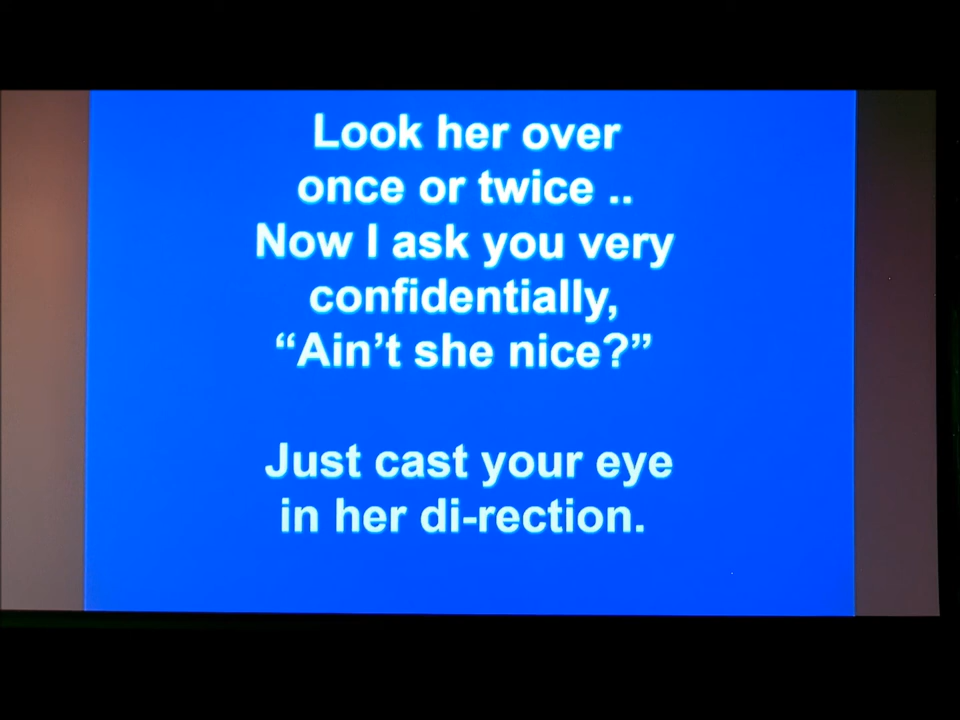 Look her over
once or twice ..
Now I ask you very
confidentially,
“Ain’t she nice?”
Just cast your eye
in her di-rection.